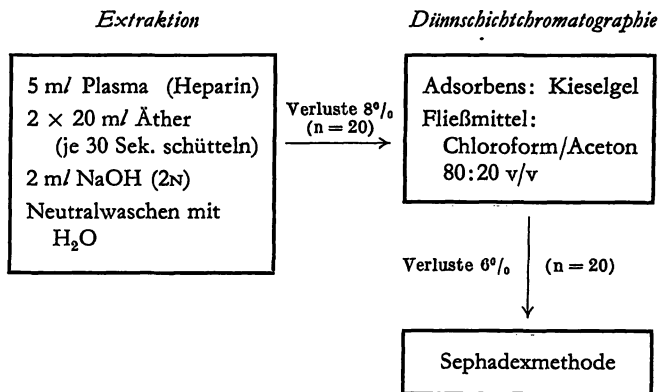 Extraktion
5 ml Plasma (Heparin)
2 × 20 ml Äther
(je 30 Sek. schütteln)
2 ml NaOH (2N)
Neutralwaschen mit
H₂O
Verluste 8%
(n = 20)
Dünnschichtchromatographie
Adsorbens: Kieselgel
Fließmittel:
Chloroform/Aceton
80:20 v/v
Verluste 6% (n = 20)
Sephadexmethode